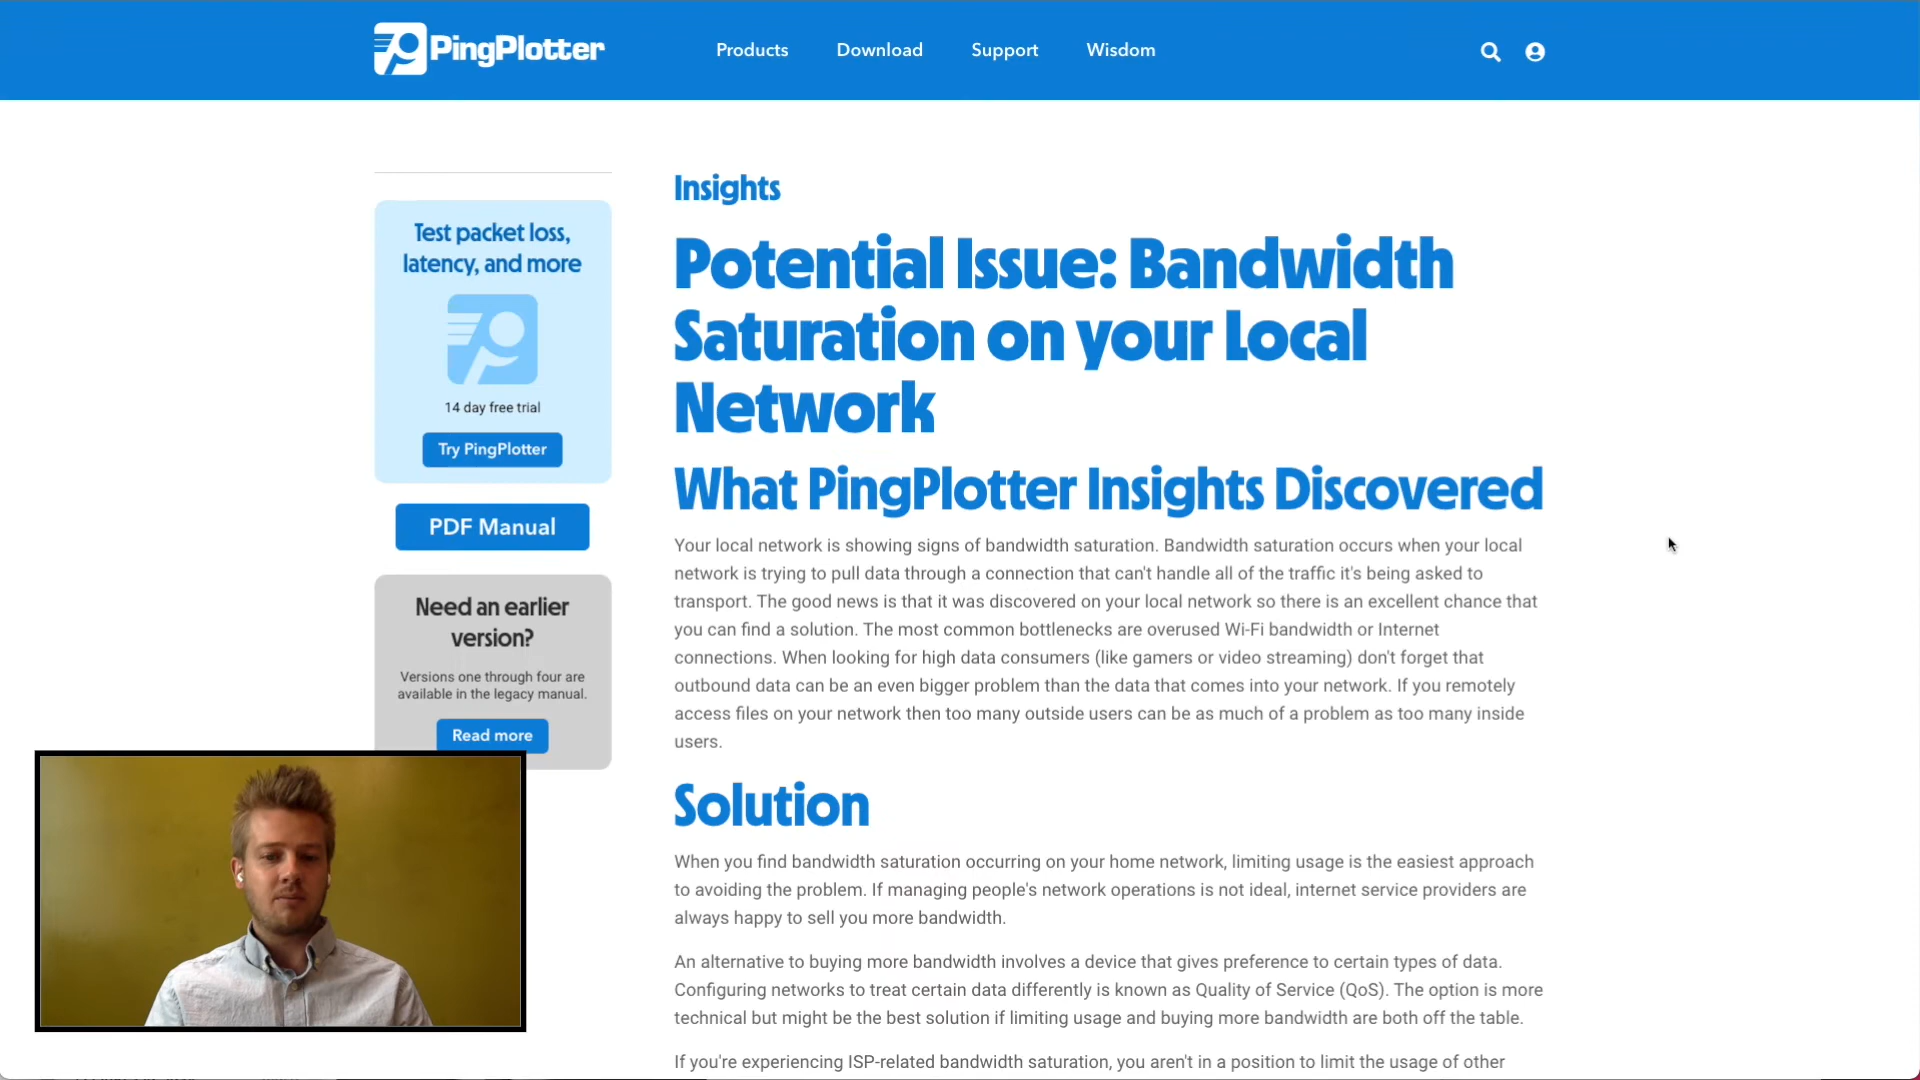 PingPlotter
Products
Download
Support
Wisdom
Test packet loss,
latency, and more
14 day free trial
Try PingPlotter
PDF Manual
Need an earlier
version?
Versions one through four are
available in the legacy manual.
Read more
Insights
Potential Issue: Bandwidth
Saturation on your Local
Network
What PingPlotter Insights Discovered
Your local network is showing signs of bandwidth saturation. Bandwidth saturation occurs when your local
network is trying to pull data through a connection that can't handle all of the traffic it's being asked to
transport. The good news is that it was discovered on your local network so there is an excellent chance that
you can find a solution. The most common bottlenecks are overused Wi-Fi bandwidth or Internet
connections. When looking for high data consumers (like gamers or video streaming) don't forget that
outbound data can be an even bigger problem than the data that comes into your network. If you remotely
access files on your network then too many outside users can be as much of a problem as too many inside
users.
Solution
When you find bandwidth saturation occurring on your home network, limiting usage is the easiest approach
to avoiding the problem. If managing people's network operations is not ideal, internet service providers are
always happy to sell you more bandwidth.
An alternative to buying more bandwidth involves a device that gives preference to certain types of data.
Configuring networks to treat certain data differently is known as Quality of Service (QoS). The option is more
technical but might be the best solution if limiting usage and buying more bandwidth are both off the table.
If you're experiencing ISP-related bandwidth saturation, you aren't in a position to limit the usage of other